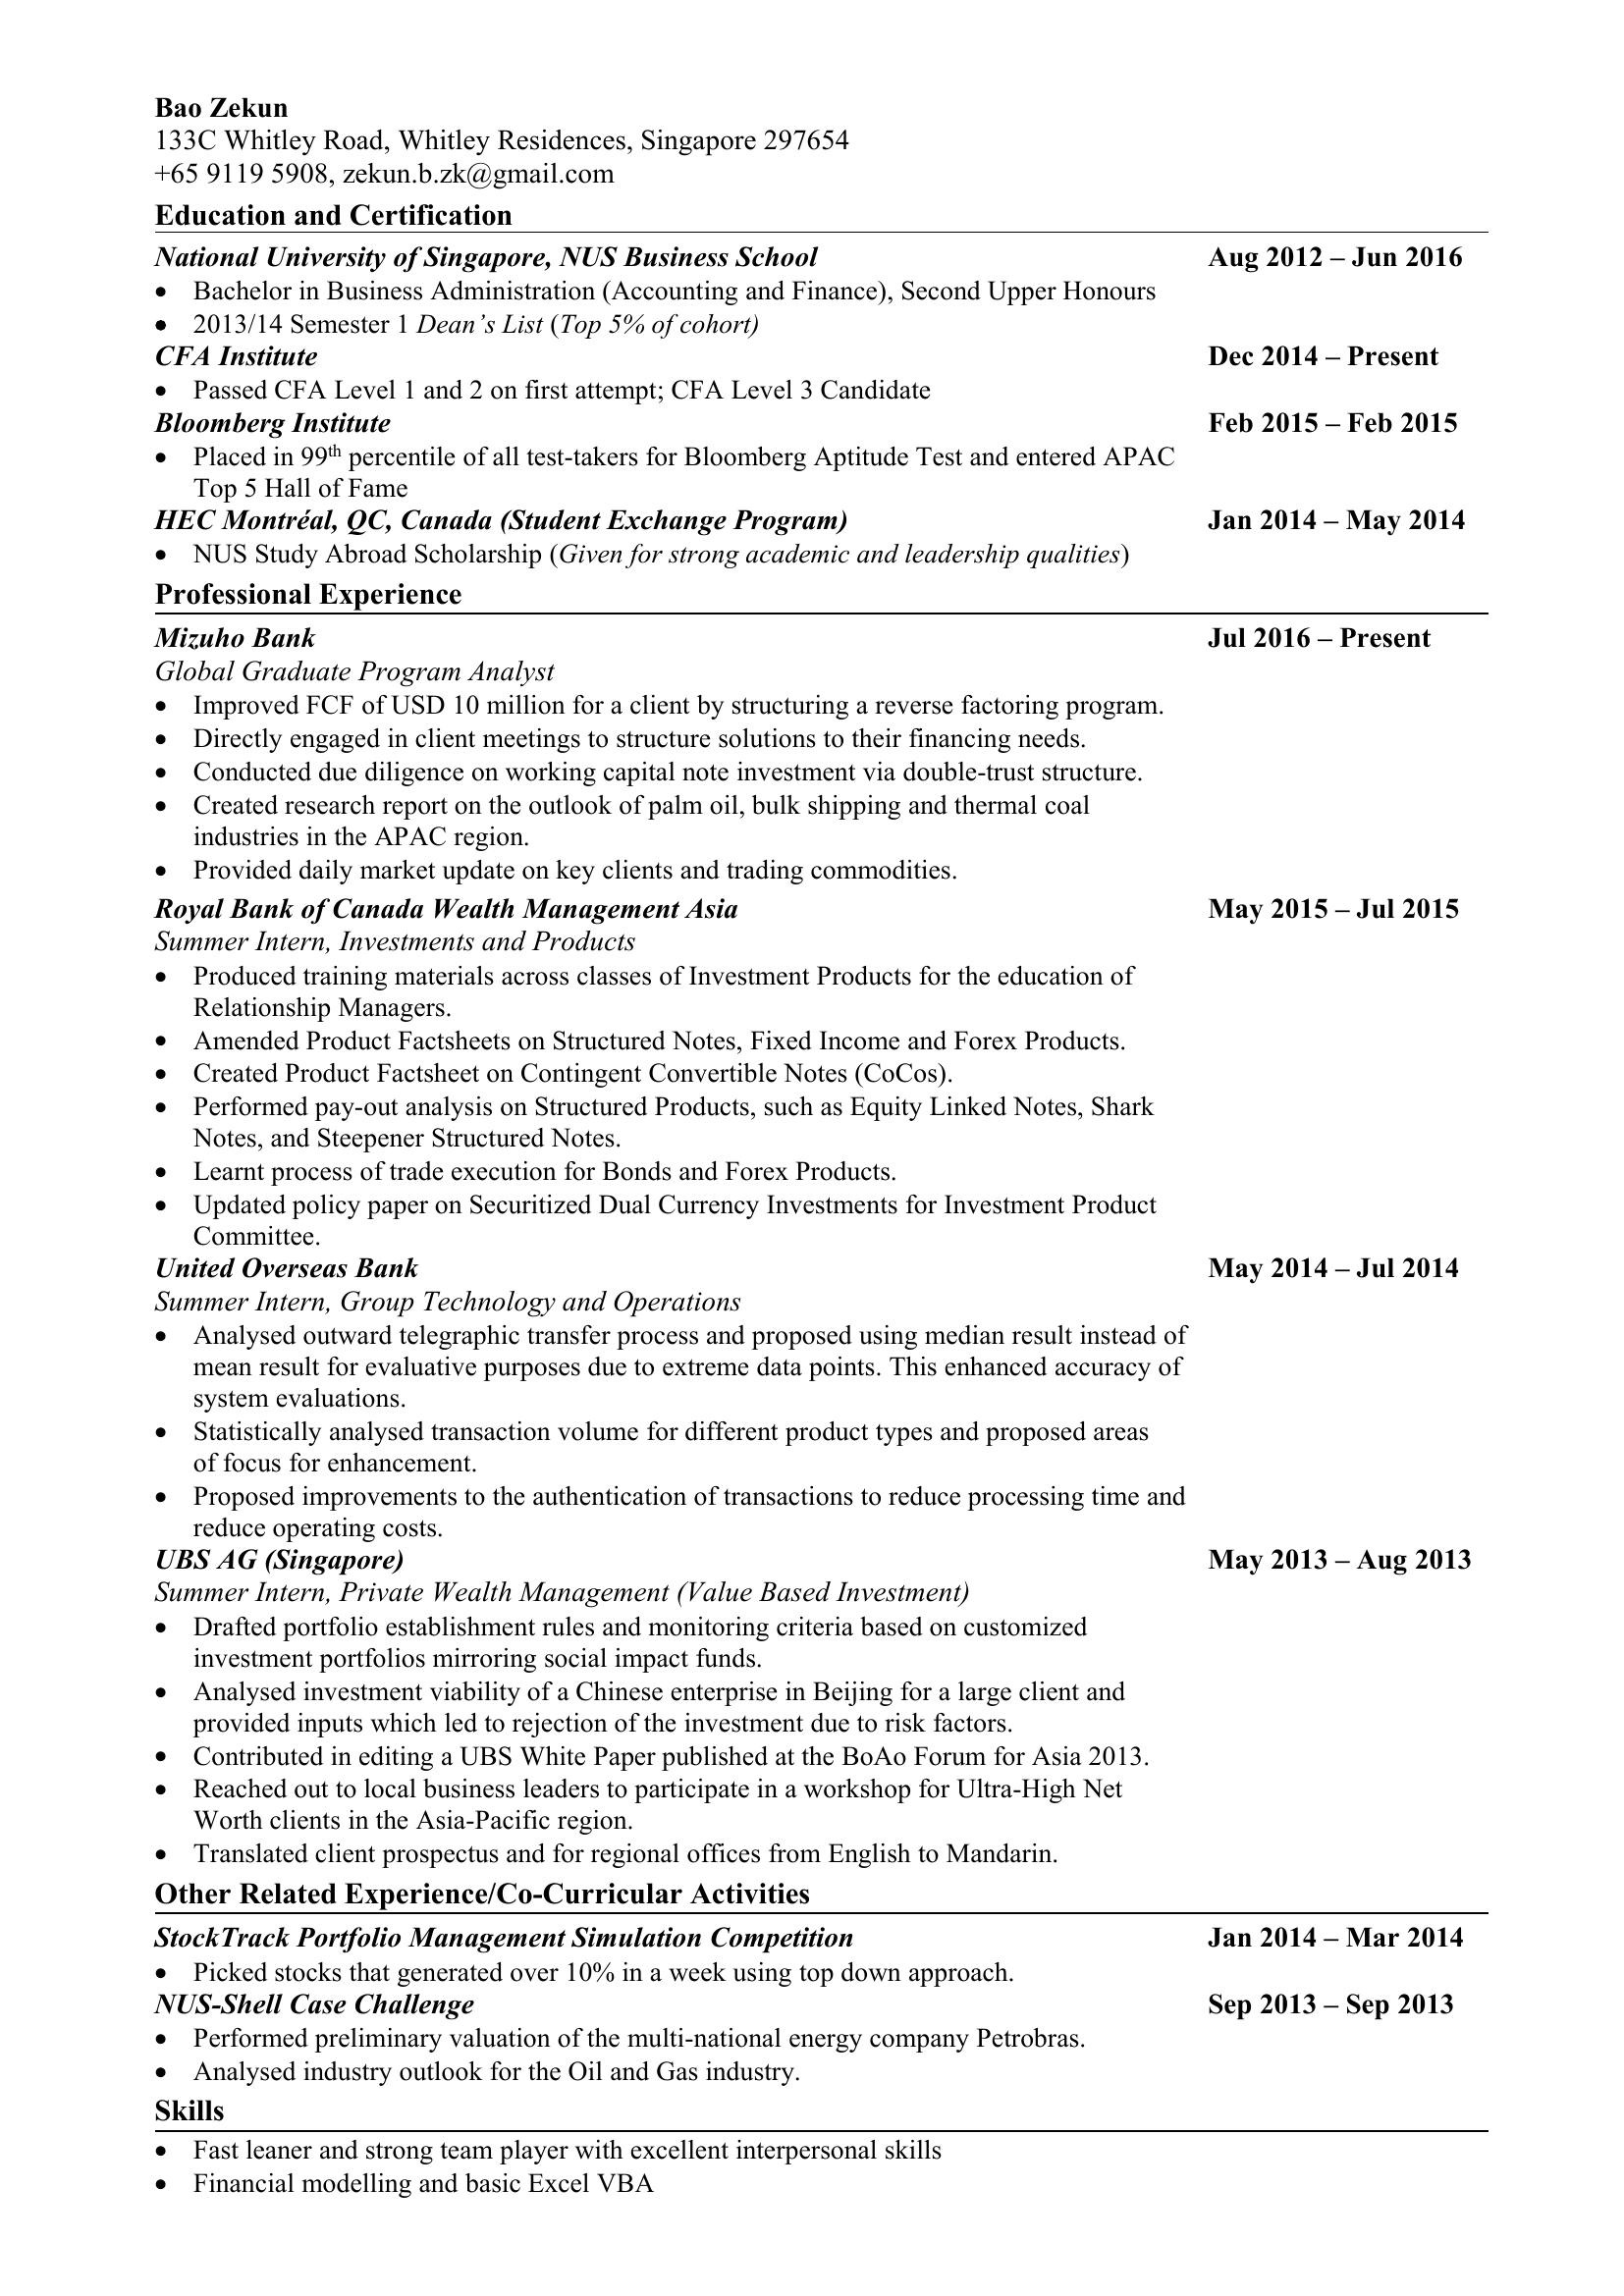 Bao Zekun
133C Whitley Road, Whitley Residences, Singapore 297654
+65 9119 5908, zekun.b.zk@gmail.com
Education and Certification
National University of Singapore, NUS Business School Aug 2012 – Jun 2016
• Bachelor in Business Administration (Accounting and Finance), Second Upper Honours
• 2013/14 Semester 1 Dean’s List (Top 5% of cohort)
CFA Institute Dec 2014 – Present
• Passed CFA Level 1 and 2 on first attempt; CFA Level 3 Candidate
Bloomberg Institute Feb 2015 – Feb 2015
• Placed in 99th percentile of all test-takers for Bloomberg Aptitude Test and entered APAC
Top 5 Hall of Fame
HEC Montréal, QC, Canada (Student Exchange Program) Jan 2014 – May 2014
• NUS Study Abroad Scholarship (Given for strong academic and leadership qualities)
Professional Experience
Mizuho Bank Jul 2016 – Present
Global Graduate Program Analyst
• Improved FCF of USD 10 million for a client by structuring a reverse factoring program.
• Directly engaged in client meetings to structure solutions to their financing needs.
• Conducted due diligence on working capital note investment via double-trust structure.
• Created research report on the outlook of palm oil, bulk shipping and thermal coal
industries in the APAC region.
• Provided daily market update on key clients and trading commodities.
Royal Bank of Canada Wealth Management Asia May 2015 – Jul 2015
Summer Intern, Investments and Products
• Produced training materials across classes of Investment Products for the education of
Relationship Managers.
• Amended Product Factsheets on Structured Notes, Fixed Income and Forex Products.
• Created Product Factsheet on Contingent Convertible Notes (CoCos).
• Performed pay-out analysis on Structured Products, such as Equity Linked Notes, Shark
Notes, and Steepener Structured Notes.
• Learnt process of trade execution for Bonds and Forex Products.
• Updated policy paper on Securitized Dual Currency Investments for Investment Product
Committee.
United Overseas Bank May 2014 – Jul 2014
Summer Intern, Group Technology and Operations
• Analysed outward telegraphic transfer process and proposed using median result instead of
mean result for evaluative purposes due to extreme data points. This enhanced accuracy of
system evaluations.
• Statistically analysed transaction volume for different product types and proposed areas
of focus for enhancement.
• Proposed improvements to the authentication of transactions to reduce processing time and
reduce operating costs.
UBS AG (Singapore) May 2013 – Aug 2013
Summer Intern, Private Wealth Management (Value Based Investment)
• Drafted portfolio establishment rules and monitoring criteria based on customized
investment portfolios mirroring social impact funds.
• Analysed investment viability of a Chinese enterprise in Beijing for a large client and
provided inputs which led to rejection of the investment due to risk factors.
• Contributed in editing a UBS White Paper published at the BoAo Forum for Asia 2013.
• Reached out to local business leaders to participate in a workshop for Ultra-High Net
Worth clients in the Asia-Pacific region.
• Translated client prospectus and for regional offices from English to Mandarin.
Other Related Experience/Co-Curricular Activities
StockTrack Portfolio Management Simulation Competition Jan 2014 – Mar 2014
• Picked stocks that generated over 10% in a week using top down approach.
NUS-Shell Case Challenge Sep 2013 – Sep 2013
• Performed preliminary valuation of the multi-national energy company Petrobras.
• Analysed industry outlook for the Oil and Gas industry.
Skills
• Fast leaner and strong team player with excellent interpersonal skills
• Financial modelling and basic Excel VBA